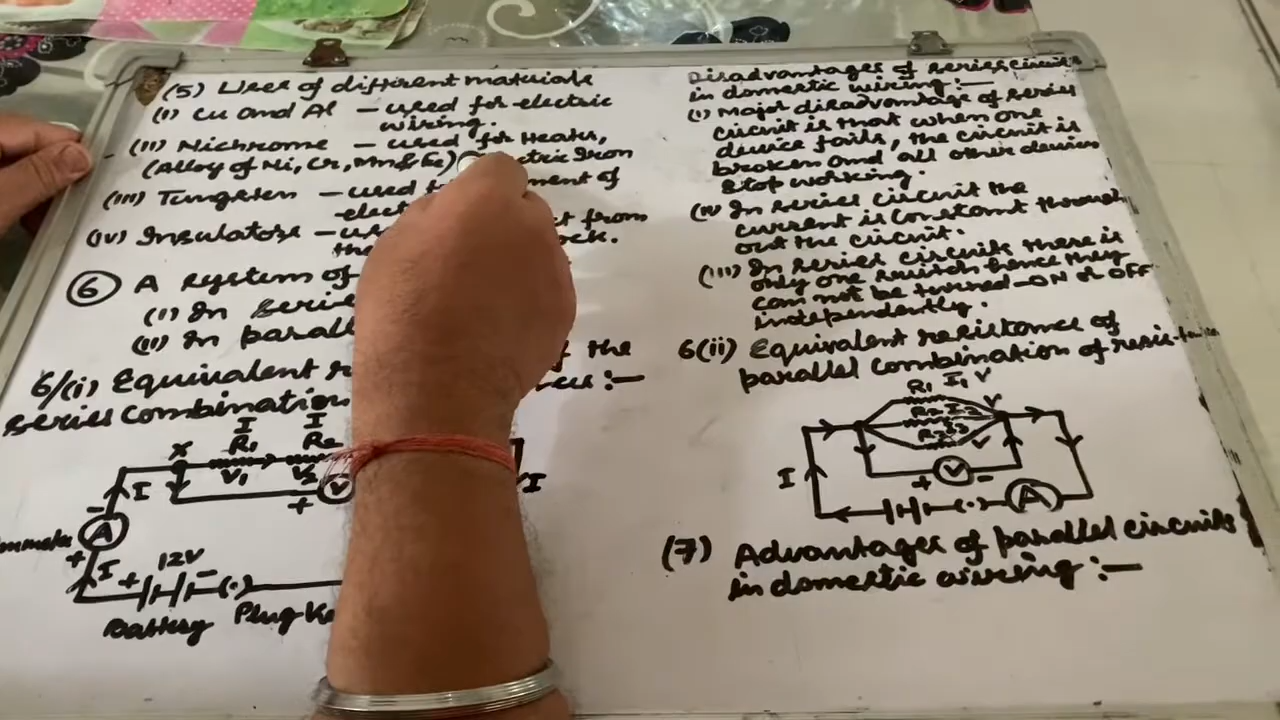 (5) Uses of different materials
(i) Cu and Al - used for electric
wiring.
(ii) Nichrome - used for Heater,
(Alloy of Ni, Cr, Mn & Fe) Electric Iron
(iii) Tungsten - used
elect
(iv) Insulators -
the
6 A system of
(i) In
(ii) In
6/(i) Equivalent
the
series combination
:-
I I
R1 R2
X
V1 V2
I
+ V
I
-
A
+
I
12V
+ -
Battery Plug
Disadvantages of series circuits
in domestic wiring :-
(i) Major disadvantage of series
circuit is that when one
device fails, the circuit is
broken and all other devices
stop working.
In series circuit the
current is constant through
out the circuit.
(iii) In series circuits there is
only one switch hence they
can not be turned-ON or OFF
independently.
6(ii) Equivalent resistance of
parallel combination of
R1 I1 V
R2 I2 V
R3 I3 V
I
+ V -
A
(7) Advantages of parallel circuits
in domestic wiring :-